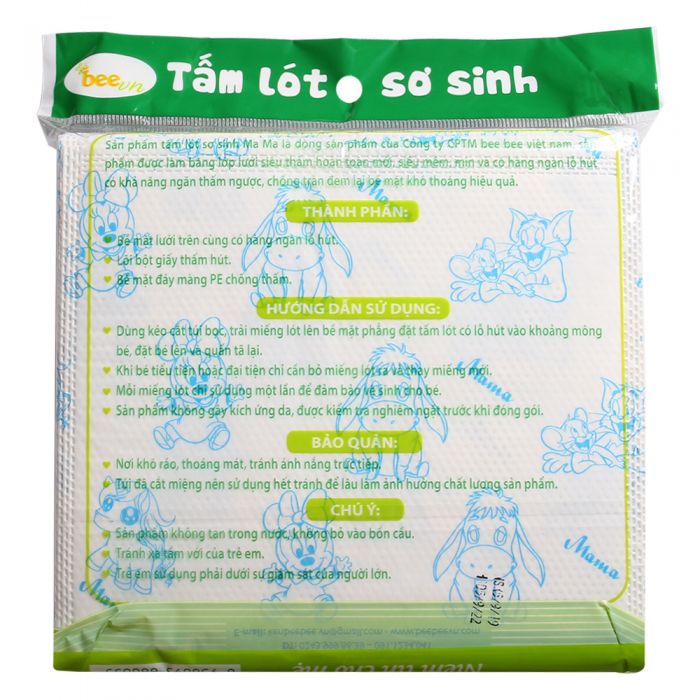 beevn
Tấm lót sơ sinh
Sản phẩm tấm lót sơ sinh Ma Ma là dòng sản phẩm của Công ty CPTM bee bee việt nam, sản
phẩm được làm bằng lớp lưới siêu thấm hoàn toàn mới, siêu mềm, mịn và có hàng ngàn lỗ hút
có khả năng ngăn thấm ngược, chống tràn đem lại bề mặt khô thoáng hiệu quả.
THÀNH PHẦN:
Bề mặt lưới trên cùng có hàng ngàn lỗ hút.
Lõi bột giấy thấm hút.
Bề mặt đáy màng PE chống thấm.
HƯỚNG DẪN SỬ DỤNG:
Dùng kéo cắt túi bọc, trải miếng lót lên bề mặt phẳng đặt tấm lót có lỗ hút vào khoảng mông
bé, đặt bé lên và quấn tã lại.
Khi bé tiểu tiện hoặc đại tiện chỉ cần bỏ miếng lót ra và thay miếng mới.
Mỗi miếng lót chỉ sử dụng một lần để đảm bảo vệ sinh cho bé.
Sản phẩm không gây kích ứng da, được kiểm tra nghiêm ngặt trước khi đóng gói.
BẢO QUẢN:
Nơi khô ráo, thoáng mát, tránh ánh nắng trực tiếp.
Túi đã cắt miệng nên sử dụng hết tránh để lâu làm ảnh hưởng chất lượng sản phẩm.
CHÚ Ý:
Sản phẩm không tan trong nước, không bỏ vào bồn cầu.
Tránh xa tầm với của trẻ em.
Trẻ em sử dụng phải dưới sự giám sát của người lớn.
Mama
Mama
Mama
Niềm tin cho mẹ